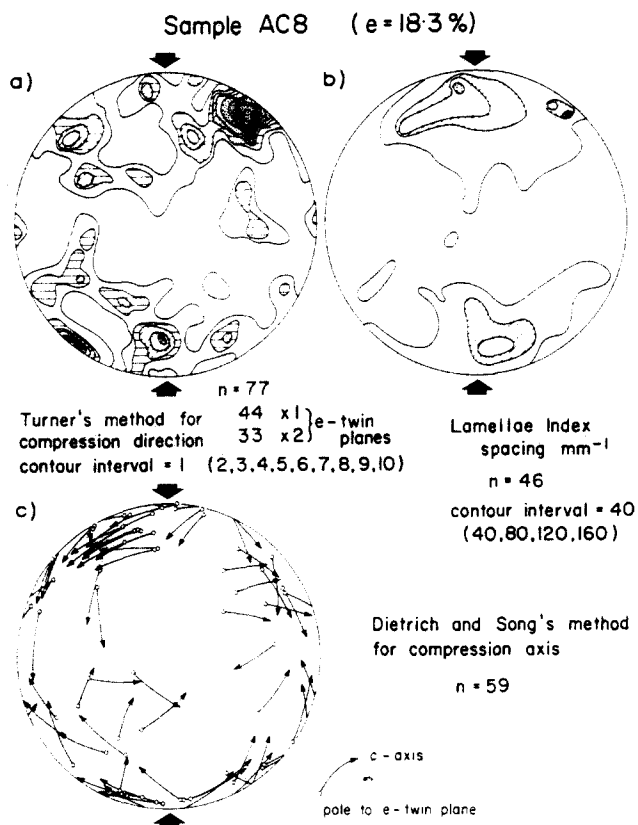 Sample AC8 (e=18·3%)
a)
b)
n = 77
Turner's method for
compression direction
44 x1
33 x2
}e-twin
planes
contour interval = 1 (2,3,4,5,6,7,8,9,10)
Lamellae Index
spacing mm⁻¹
n = 46
contour interval = 40
(40,80,120,160)
c)
Dietrich and Song's method
for compression axis
n = 59
c-axis
pole to e-twin plane